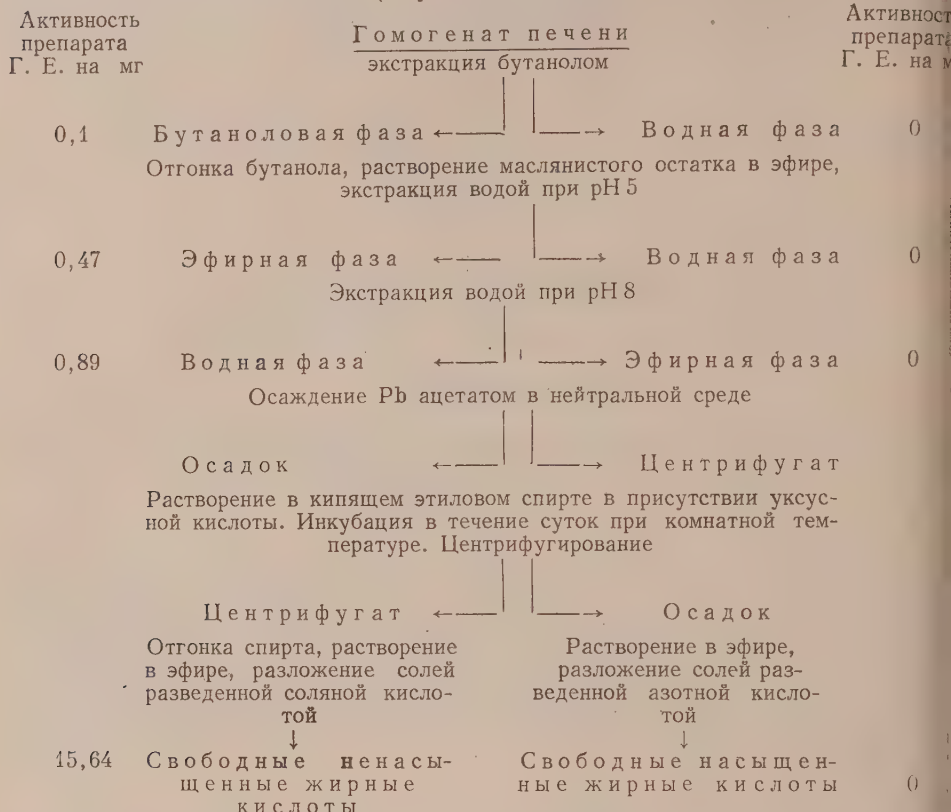 Активность
препарата
Г. Е. на мг
Гомогенат печени
экстракция бутанолом
Г. Е. на
0,1 Бутаноловая фаза ←— —→ Водная фаза 0
Отгонка бутанола, растворение маслянистого остатка в эфире,
экстракция водой при pH 5
0,47 Эфирная фаза ←— —→ Водная фаза 0
Экстракция водой при pH 8
0,89 Водная фаза ←— —→ Эфирная фаза 0
Осаждение Pb ацетатом в нейтральной среде
Осадок ←— —→ Центрифугат
Растворение в кипящем этиловом спирте в присутствии уксус-
ной кислоты. Инкубация в течение суток при комнатной тем-
пературе. Центрифугирование
Центрифугат ←— —→ Осадок
Отгонка спирта, растворение
в эфире, разложение солей
разведенной соляной кисло-
той
↓
Растворение в эфире,
разложение солей раз-
веденной азотной кисло-
той
↓
15,64 Свободные ненасы-
щенные жирные
кислоты
Свободные насыщен-
ные жирные кислоты 0